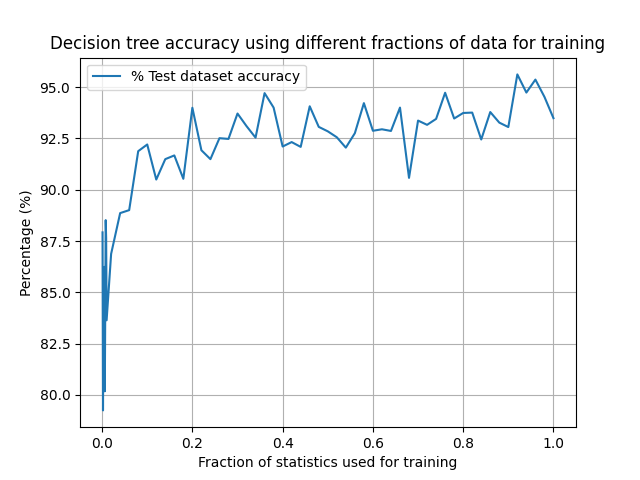 Decision tree accuracy using different fractions of data for training
% Test dataset accuracy
95.0
92.5
90.0
87.5
85.0
82.5
80.0
Percentage (%)
0.0 0.2 0.4 0.6 0.8 1.0
Fraction of statistics used for training